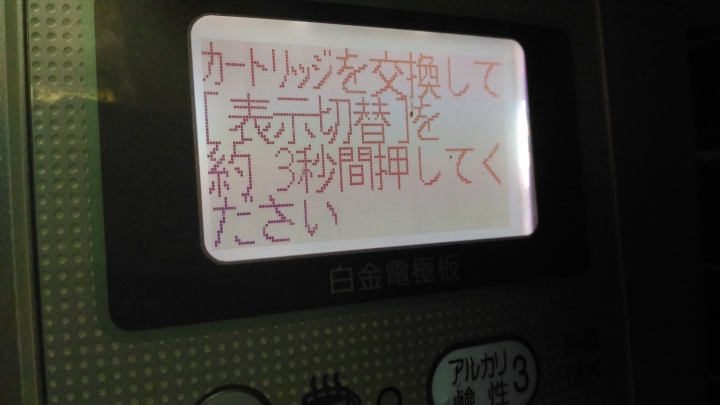 カートリッジを交換して
[表示切替]を
約 3秒間押してく
ださい
白金電極板
アルカリ
鹸性3